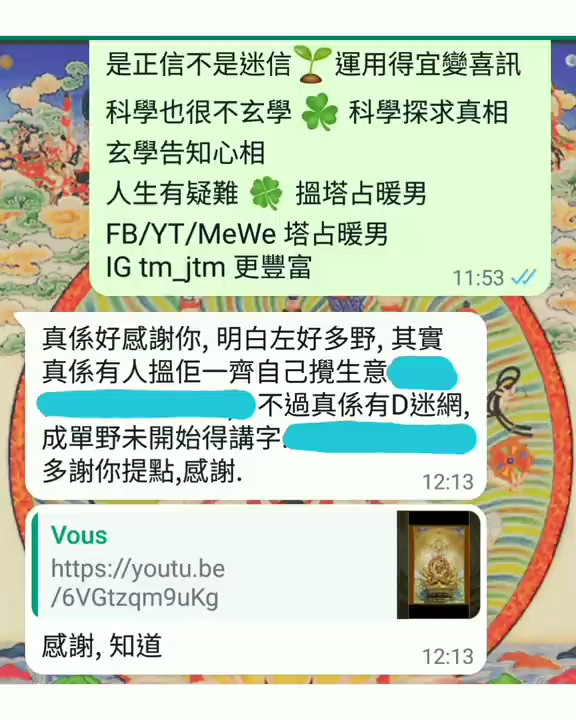 是正信不是迷信🌱運用得宜變喜訊
科學也很不玄學 🍀 科學探求真相
玄學告知心相
人生有疑難 🍀 搵塔占暖男
FB/YT/MeWe 塔占暖男
IG tm_jtm 更豐富
11:53
真係好感謝你, 明白左好多野, 其實
真係有人搵佢一齊自己攪生意
不過真係有D迷網,
成單野未開始得講字.
多謝你提點,感謝.
12:13
Vous
https://youtu.be
/6VGtzqm9uKg
感謝, 知道
12:13